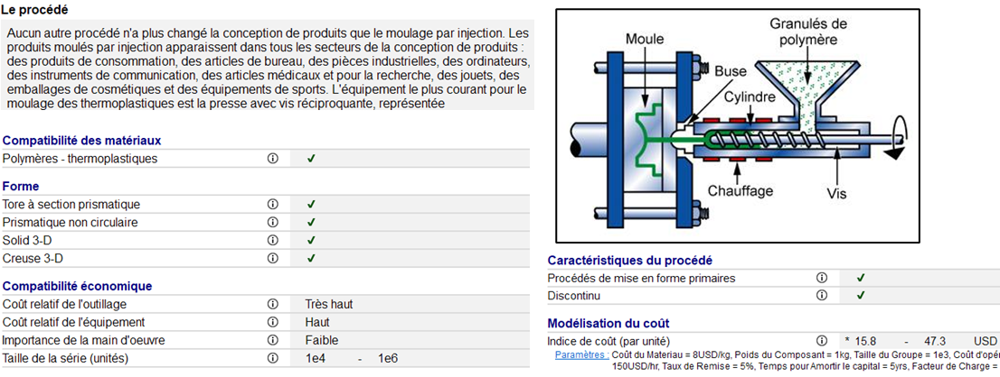 Le procédé
Aucun autre procédé n'a plus changé la conception de produits que le moulage par injection. Les
produits moulés par injection apparaissent dans tous les secteurs de la conception de produits :
des produits de consommation, des articles de bureau, des pièces industrielles, des ordinateurs,
des instruments de communication, des articles médicaux et pour la recherche, des jouets, des
emballages de cosmétiques et des équipements de sports. L'équipement le plus courant pour le
moulage des thermoplastiques est la presse avec vis réciproquante, représentée
Compatibilité des matériaux
Polymères - thermoplastiques ✓
Forme
Tore à section prismatique ✓
Prismatique non circulaire ✓
Solid 3-D ✓
Creuse 3-D ✓
Compatibilité économique
Coût relatif de l'outillage Très haut
Coût relatif de l'équipement Haut
Importance de la main d'oeuvre Faible
Taille de la série (unités) 1e4 - 1e6
Granulés de
polymère
Moule
Buse
Cylindre
Chauffage
Vis
Caractéristiques du procédé
Procédés de mise en forme primaires ✓
Discontinu ✓
Modélisation du coût
Indice de coût (par unité) * 15.8 - 47.3 USD
Paramètres : Coût du Materiau = 8USD/kg, Poids du Composant = 1kg, Taille du Groupe = 1e3, Coût d'opér
150USD/hr, Taux de Remise = 5%, Temps pour Amortir le capital = 5yrs, Facteur de Charge =